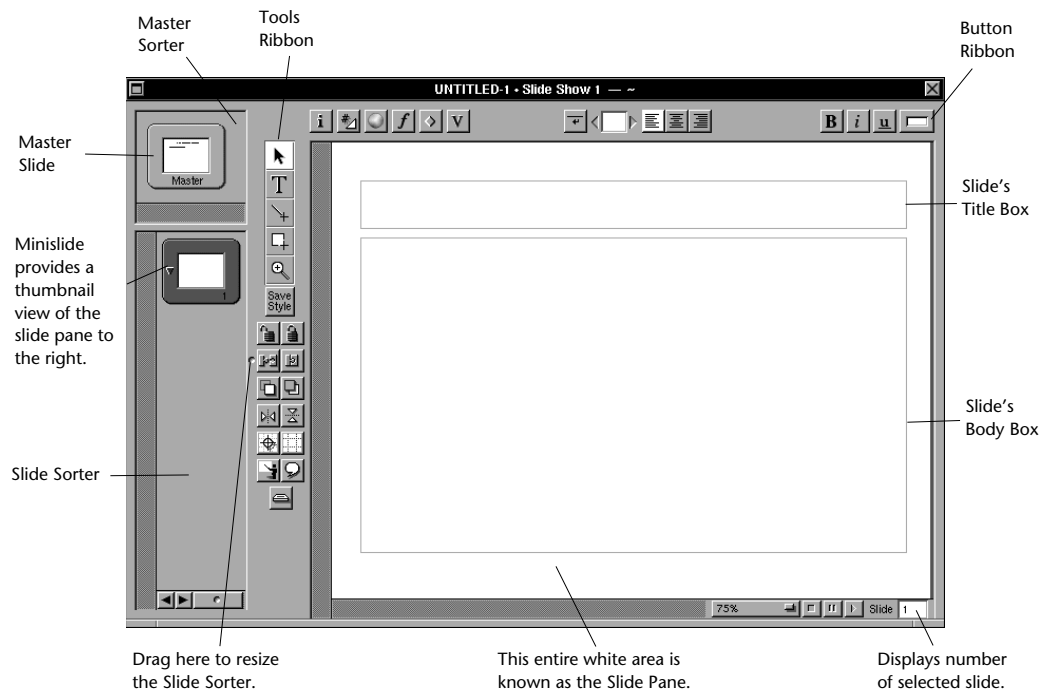 Master
Sorter
Tools
Ribbon
Button
Ribbon
UNTITLED-1 • Slide Show 1 — ~
i # f V B i u
Master
Slide
Master
T
Slide's
Title Box
Minislide
provides a
thumbnail
view of the
slide pane to
the right.
1
Save
Style
Slide's
Body Box
Slide Sorter
75%
Slide 1
Drag here to resize
the Slide Sorter.
This entire white area is
known as the Slide Pane.
Displays number
of selected slide.